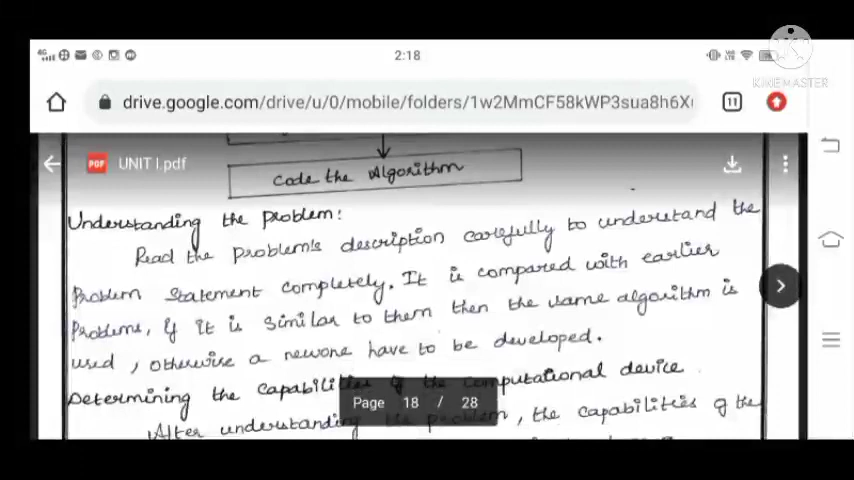 4G 2:18
KINEMASTER
drive.google.com/drive/u/0/mobile/folders/1w2MmCF58kWP3sua8h6X
11
PDF UNIT I.pdf
Code the Algorithm
Understanding the Problem:
Read the Problem's description carefully to understand the
Problem Statement completely. It is compared with earlier
Problems, if it is similar to them then the same algorithm is
used, otherwise a newone have to be developed.
Determining the capabilities of the computational device
Page 18 / 28
After understanding the problem, the capabilities of the